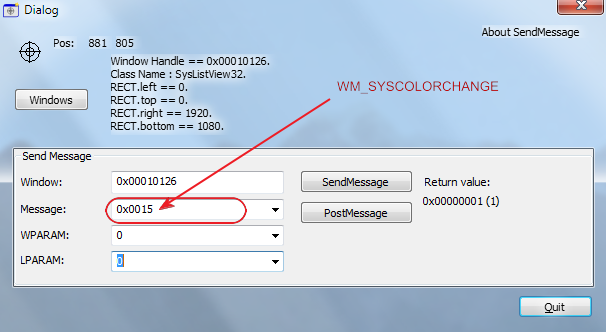 Dialog
Pos: 881 805
About SendMessage
Window Handle == 0x00010126.
Class Name : SysListView32.
RECT.left == 0.
RECT.top == 0.
RECT.right == 1920.
RECT.bottom == 1080.
WM_SYSCOLORCHANGE
Windows
Send Message
Window: 0x00010126 SendMessage Return value:
Message: 0x0015 PostMessage 0x00000001 (1)
WPARAM: 0
LPARAM: 0
Quit